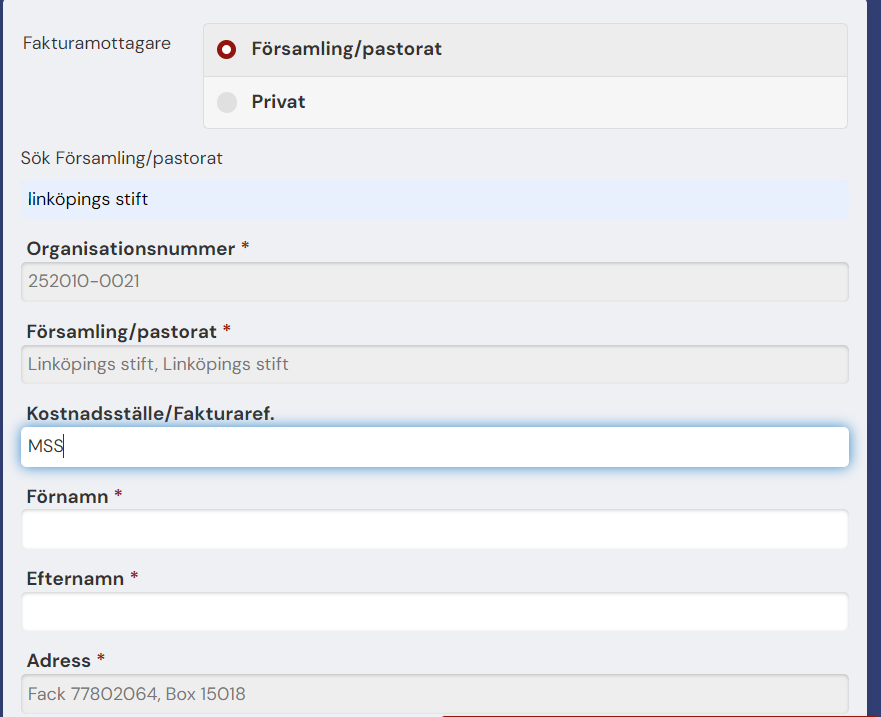 Fakturamottagare
Församling/pastorat
Privat
Sök Församling/pastorat
linköpings stift
Organisationsnummer *
252010-0021
Församling/pastorat *
Linköpings stift, Linköpings stift
Kostnadsställe/Fakturaref.
MSS
Förnamn *
Efternamn *
Adress *
Fack 77802064, Box 15018